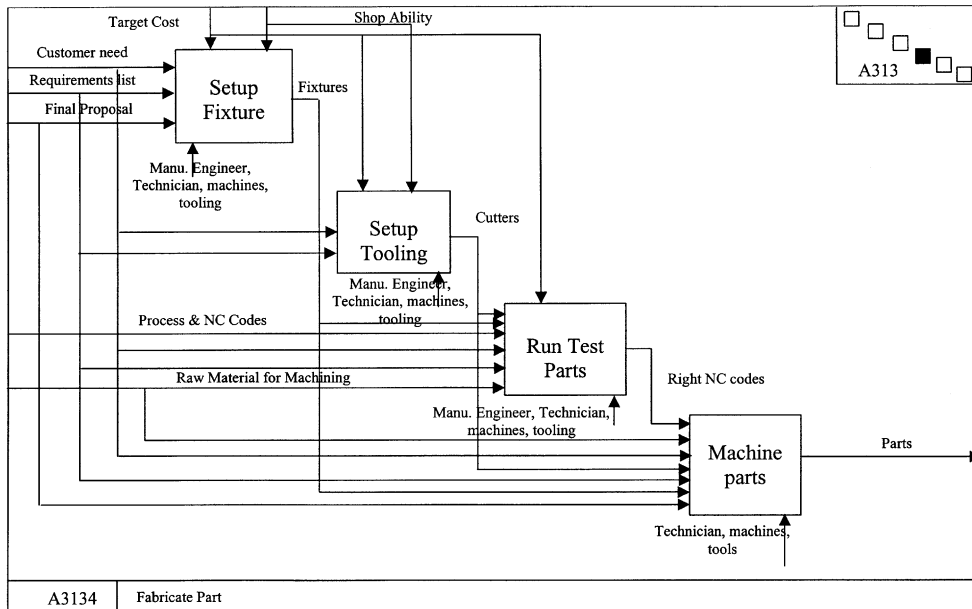 Target Cost
Shop Ability
Customer need
Requirements list
Final Proposal
Setup
Fixture
Fixtures
A313
Manu. Engineer,
Technician, machines,
tooling
Setup
Tooling
Cutters
Manu. Engineer,
Technician, machines,
tooling
Process & NC Codes
Run Test
Parts
Raw Material for Machining
Right NC codes
Manu. Engineer, Technician,
machines, tooling
Machine
parts
Parts
Technician, machines,
tools
A3134
Fabricate Part